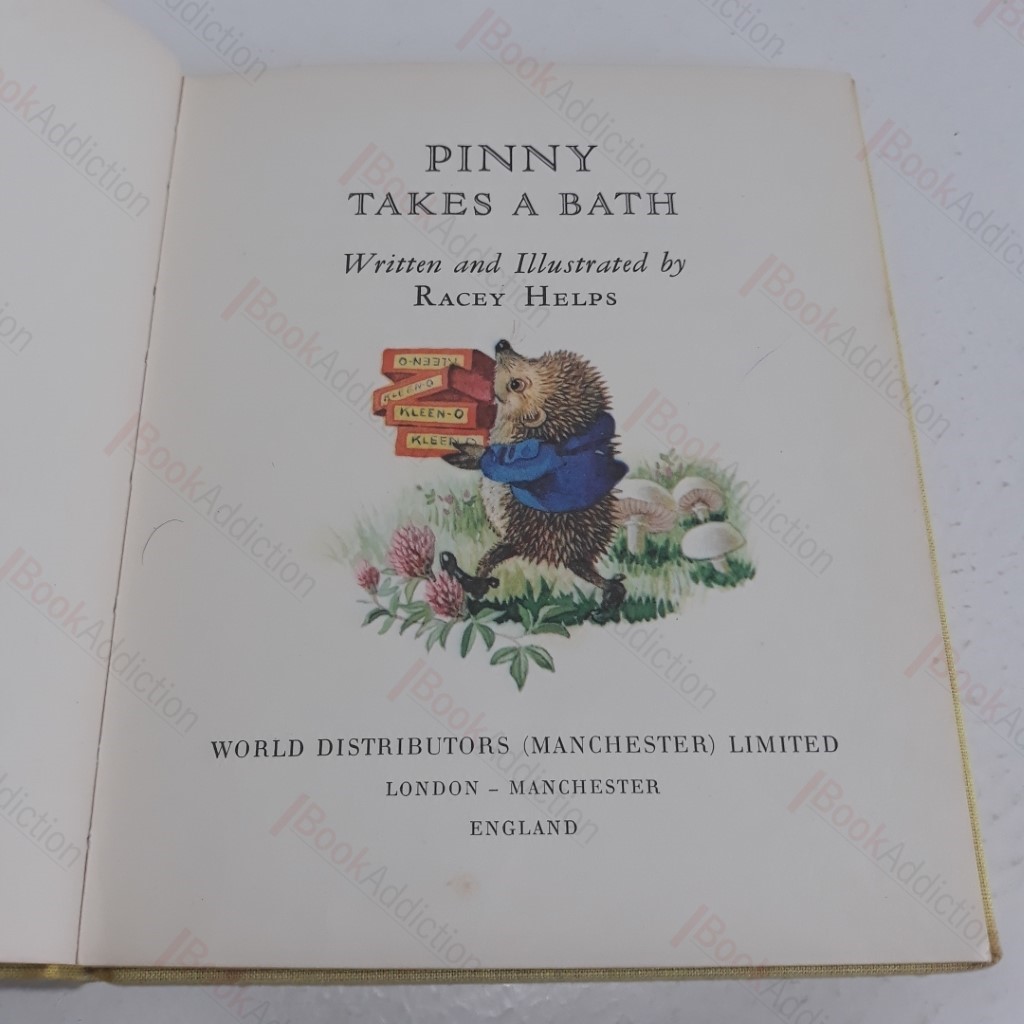 PINNY
TAKES A BATH
Written and Illustrated by
RACEY HELPS
KLEEN-O
KLEEN-O
KLEEN-O
KLEEN-O
WORLD DISTRIBUTORS (MANCHESTER) LIMITED
LONDON – MANCHESTER
ENGLAND
BookAddiction